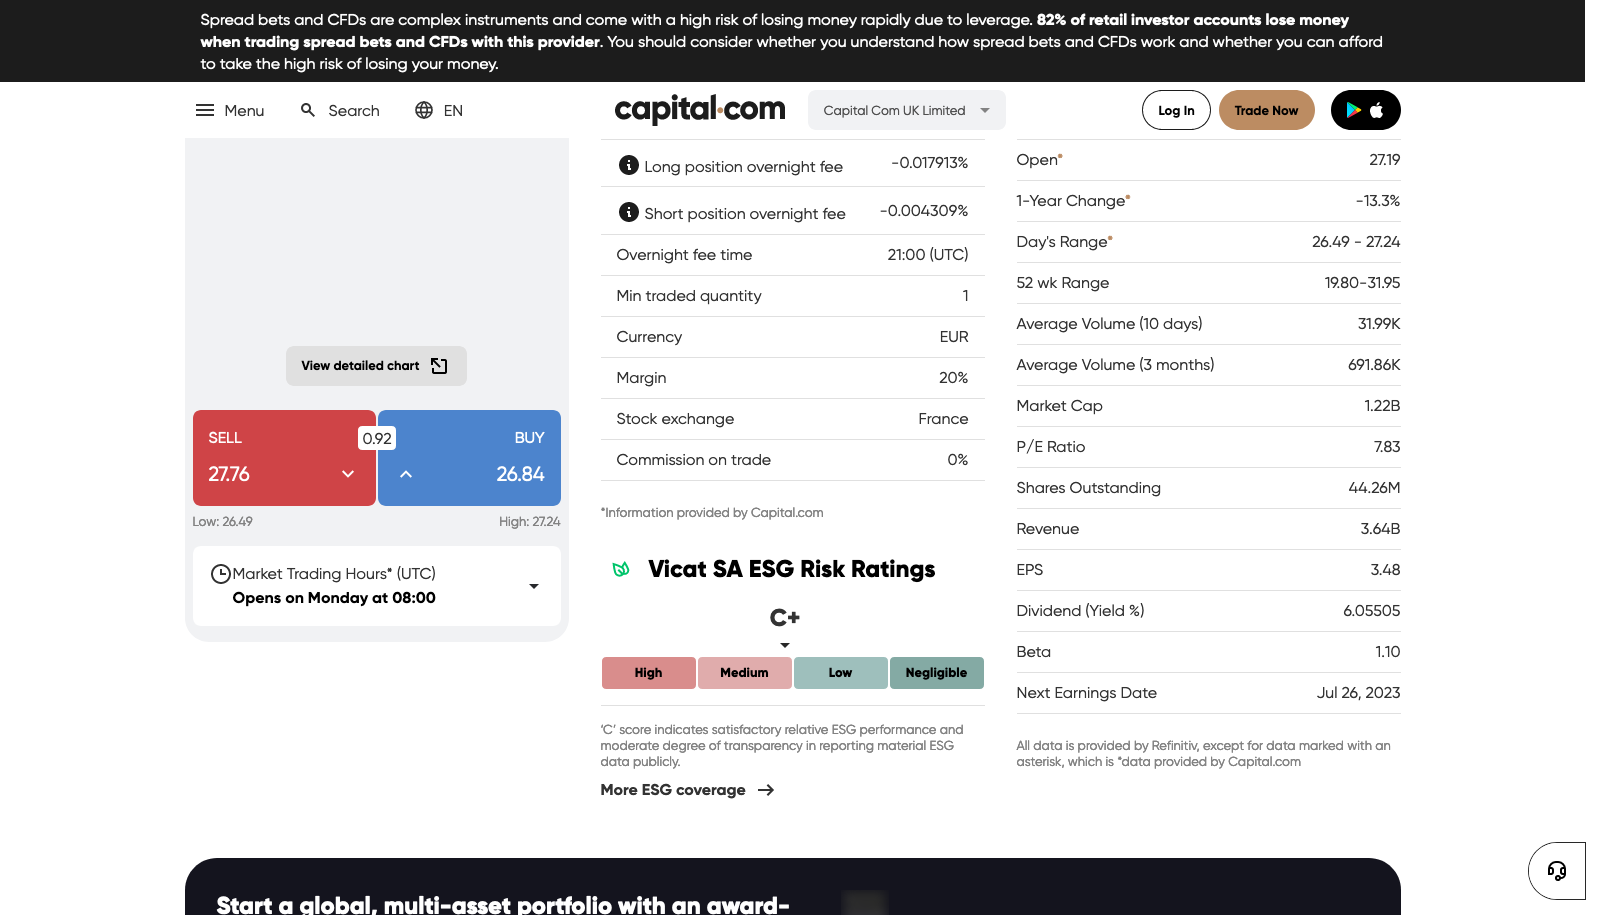 Spread bets and CFDs are complex instruments and come with a high risk of losing money rapidly due to leverage. 82% of retail investor accounts lose money
when trading spread bets and CFDs with this provider. You should consider whether you understand how spread bets and CFDs work and whether you can afford
to take the high risk of losing your money.
Menu
Search
EN
capital.com
Capital Com UK Limited
Log In
Trade Now
View detailed chart
SELL
27.76
0.92
BUY
26.84
Low: 26.49
High: 27.24
Market Trading Hours* (UTC)
Opens on Monday at 08:00
Long position overnight fee -0.017913%
Short position overnight fee -0.004309%
Overnight fee time 21:00 (UTC)
Min traded quantity 1
Currency EUR
Margin 20%
Stock exchange France
Commission on trade 0%
*Information provided by Capital.com
Vicat SA ESG Risk Ratings
C+
High Medium Low Negligible
'C' score indicates satisfactory relative ESG performance and
moderate degree of transparency in reporting material ESG
data publicly.
More ESG coverage
Open* 27.19
1-Year Change* -13.3%
Day's Range* 26.49 - 27.24
52 wk Range 19.80-31.95
Average Volume (10 days) 31.99K
Average Volume (3 months) 691.86K
Market Cap 1.22B
P/E Ratio 7.83
Shares Outstanding 44.26M
Revenue 3.64B
EPS 3.48
Dividend (Yield %) 6.05505
Beta 1.10
Next Earnings Date Jul 26, 2023
All data is provided by Refinitiv, except for data marked with an
asterisk, which is *data provided by Capital.com
Start a global, multi-asset portfolio with an award-